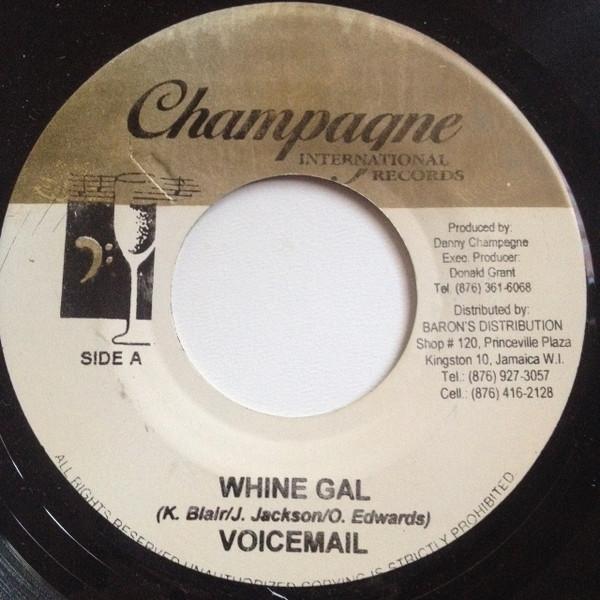 Champagne
INTERNATIONAL
RECORDS
Produced by:
Danny Champegne
Exec. Producer:
Donald Grant
Tel. (876) 361-6068
Distributed by:
BARON'S DISTRIBUTION
Shop # 120, Princeville Plaza
Kingston 10, Jamaica W.I.
Tel.: (876) 927-3057
Cell.: (876) 416-2128
SIDE A
WHINE GAL
(K. Blair/J. Jackson/O. Edwards)
VOICEMAIL
ALL RIGHTS RESERVED UNAUTHORIZED COPYING IS STRICTLY PROHIBITED